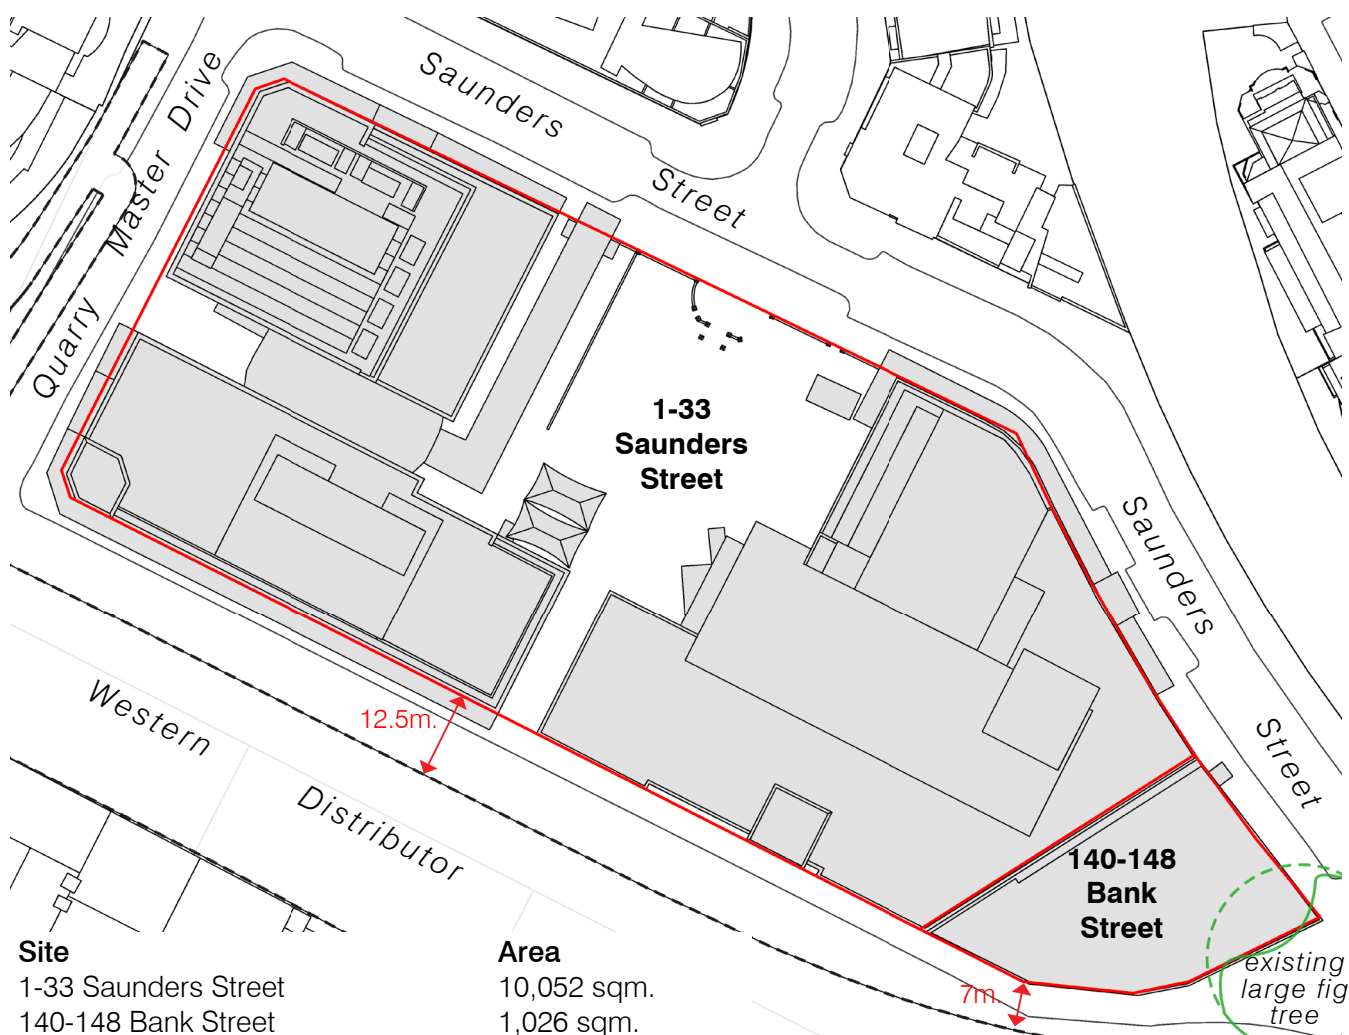 Saunders
Street
Quarry Master Drive
1-33
Saunders
Street
Saunders
Street
Western
Distributor
12.5m.
140-148
Bank
Street
7m.
existing
large fig
tree
Site Area
1-33 Saunders Street 10,052 sqm.
140-148 Bank Street 1,026 sqm.